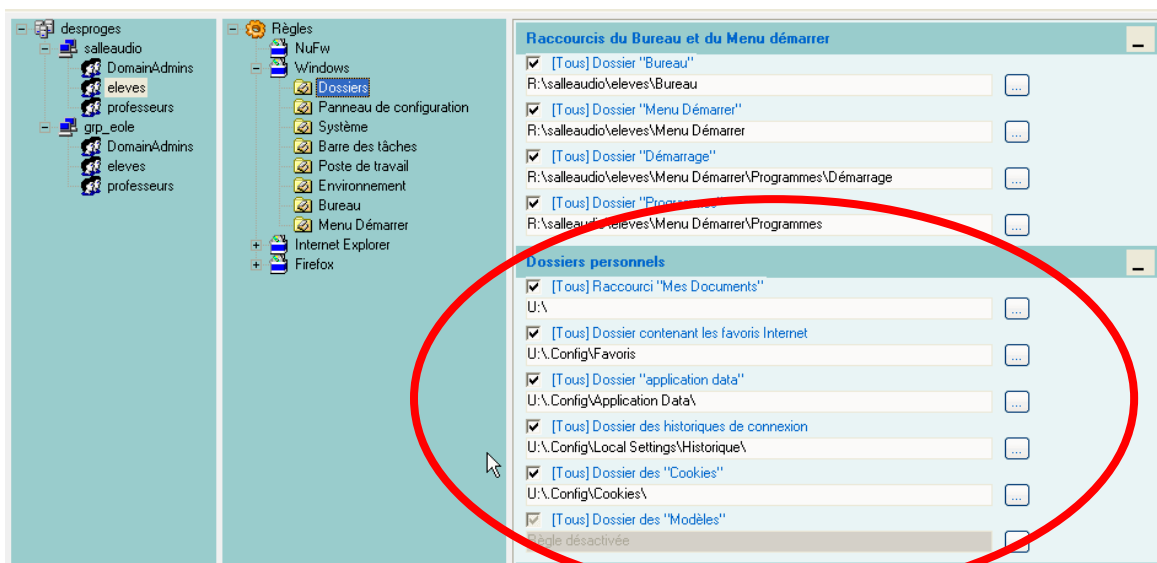 desproges
salleaudio
DomainAdmins
eleves
professeurs
grp_eole
DomainAdmins
eleves
professeurs
Règles
NuFw
Windows
Dossiers
Panneau de configuration
Système
Barre des tâches
Poste de travail
Environnement
Bureau
Menu Démarrer
Internet Explorer
Firefox
Raccourcis du Bureau et du Menu démarrer
[Tous] Dossier "Bureau"
R:\salleaudio\eleves\Bureau
[Tous] Dossier "Menu Démarrer"
R:\salleaudio\eleves\Menu Démarrer
[Tous] Dossier "Démarrage"
R:\salleaudio\eleves\Menu Démarrer\Programmes\Démarrage
[Tous] Dossier "Programmes"
R:\salleaudio\eleves\Menu Démarrer\Programmes
Dossiers personnels
[Tous] Raccourci "Mes Documents"
U:\
[Tous] Dossier contenant les favoris Internet
U:\.Config\Favoris
[Tous] Dossier "application data"
U:\.Config\Application Data\
[Tous] Dossier des historiques de connexion
U:\.Config\Local Settings\Historique\
[Tous] Dossier des "Cookies"
U:\.Config\Cookies\
[Tous] Dossier des "Modèles"
Règle désactivée